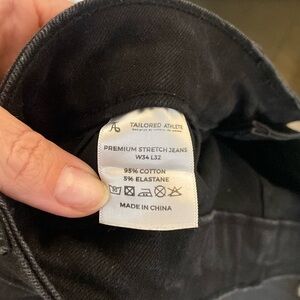 TAILORED ATHLETE
PREMIUM STRETCH JEANS
W34 L32
95% COTTON
5% ELASTANE
MADE IN CHINA